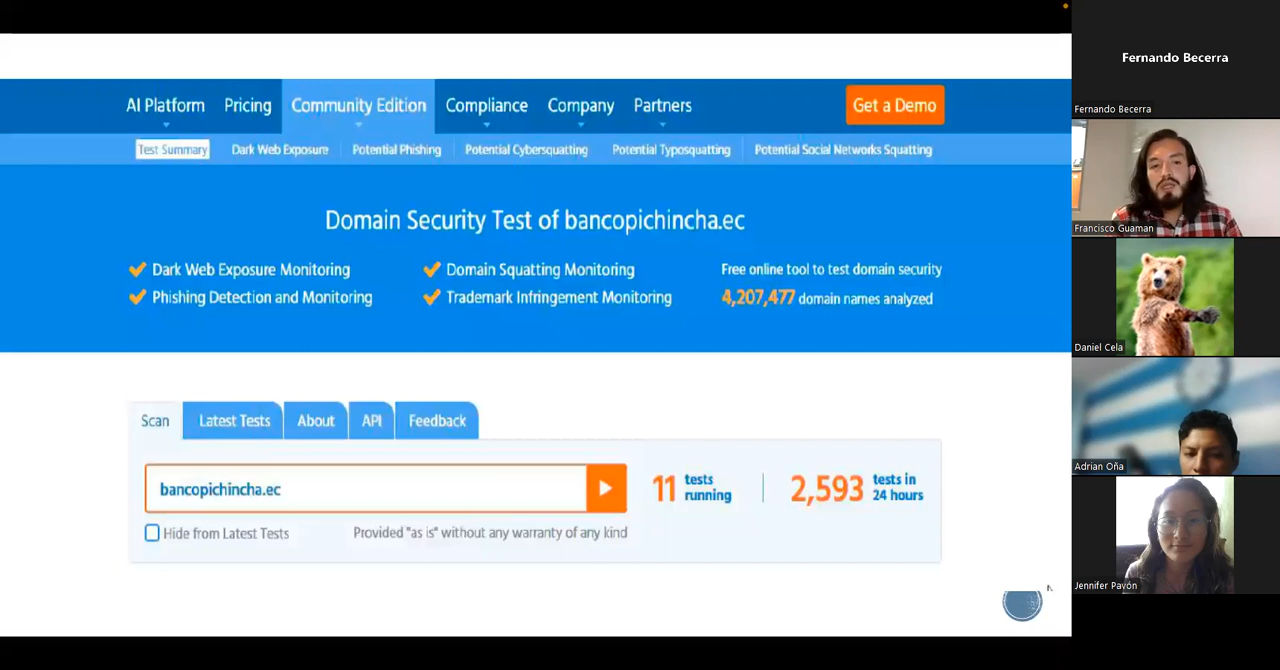 AI Platform Pricing Community Edition Compliance Company Partners Get a Demo
Test Summary Dark Web Exposure Potential Phishing Potential Cybersquatting Potential Typosquatting Potential Social Networks Squatting
Domain Security Test of bancopichincha.ec
Dark Web Exposure Monitoring Domain Squatting Monitoring Free online tool to test domain security
Phishing Detection and Monitoring Trademark Infringement Monitoring 4,207,477 domain names analyzed
Scan Latest Tests About API Feedback
bancopichincha.ec
11 tests running
2,593 tests in 24 hours
Hide from Latest Tests Provided "as is" without any warranty of any kind
Fernando Becerra
Fernando Becerra
Francisco Guaman
Daniel Cela
Adrian Oña
Jennifer Pavón